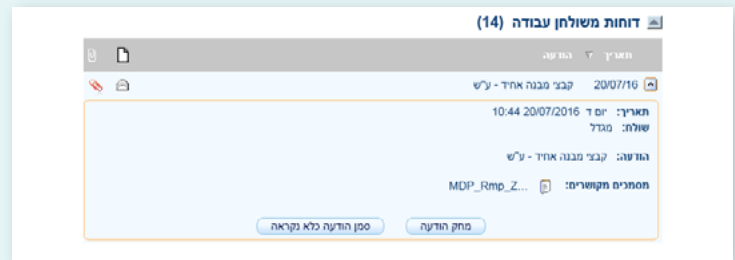 דוחות משולחן עבודה (14)
תאריך הודעה
20/07/16 קבצי מבנה אחיד - ע"ש
תאריך: יום ד 20/07/2016 10:44
שולח: מגדל
הודעה: קבצי מבנה אחיד - ע"ש
מסמכים מקושרים: MDP_Rmp_Z...
מחק הודעה סמן הודעה כלא נקראה